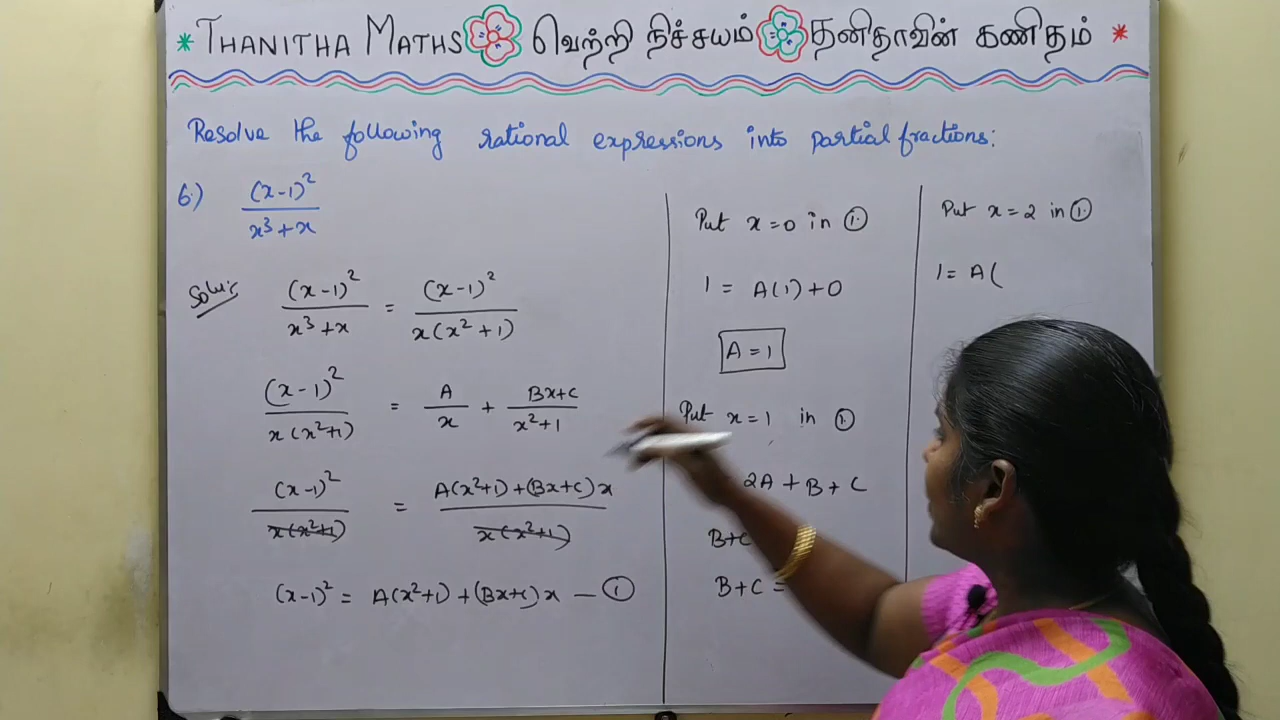 * THANITHA MATHS வெற்றி நிச்சயம் தனிதாவின் கணிதம் *
Resolve the following rational expressions into partial fractions:
6.) (x-1)² / (x³+x)
Solu:
(x-1)² / (x³+x) = (x-1)² / (x(x²+1))
(x-1)² / (x(x²+1)) = A/x + (Bx+C)/(x²+1)
(x-1)² / (x(x²+1)) = (A(x²+1)+(Bx+C)x) / (x(x²+1))
(x-1)² = A(x²+1)+(Bx+C)x — ①
Put x=0 in ①
1 = A(1)+0
A = 1
Put x=1 in ①
2A + B + C
B+C
B+C =
Put x=2 in ①
1 = A(